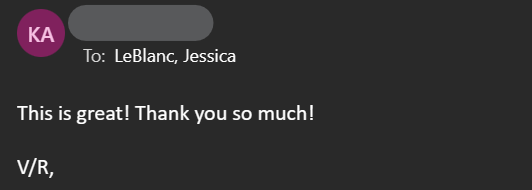 KA
To: LeBlanc, Jessica
This is great! Thank you so much!
V/R,